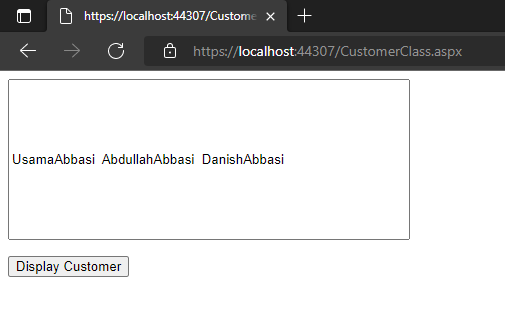 https://localhost:44307/Custome
https://localhost:44307/CustomerClass.aspx
UsamaAbbasi AbdullahAbbasi DanishAbbasi
Display Customer